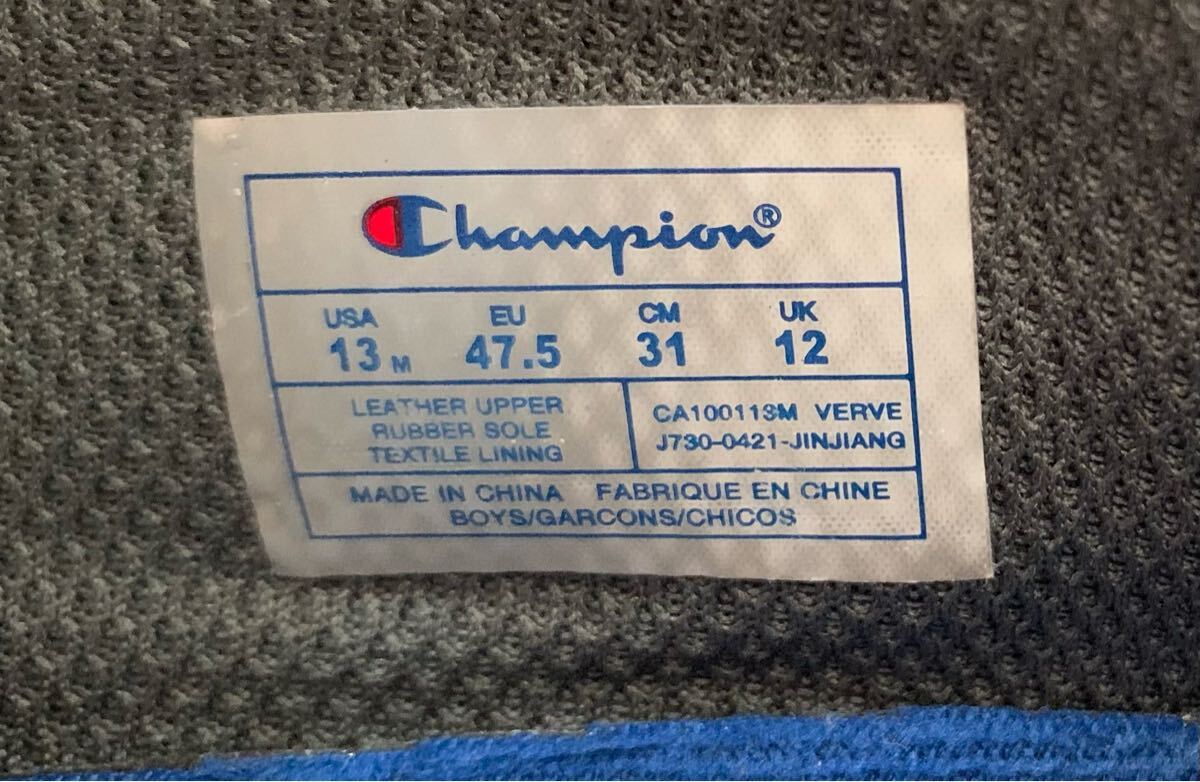 Champion®
USA EU CM UK
13 M 47.5 31 12
LEATHER UPPER
RUBBER SOLE
TEXTILE LINING
CA100113M VERVE
J730-0421-JINJIANG
MADE IN CHINA FABRIQUE EN CHINE
BOYS/GARCONS/CHICOS